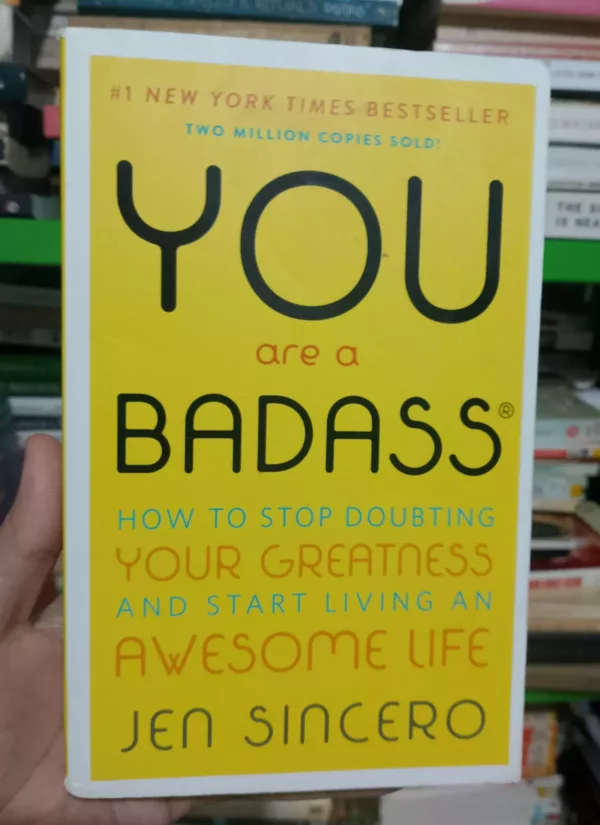 #1 NEW YORK TIMES BESTSELLER
TWO MILLION COPIES SOLD!
YOU
are a
BADASS®
HOW TO STOP DOUBTING
YOUR GREATNESS
AND START LIVING AN
AWESOME LIFE
JEN SINCERO